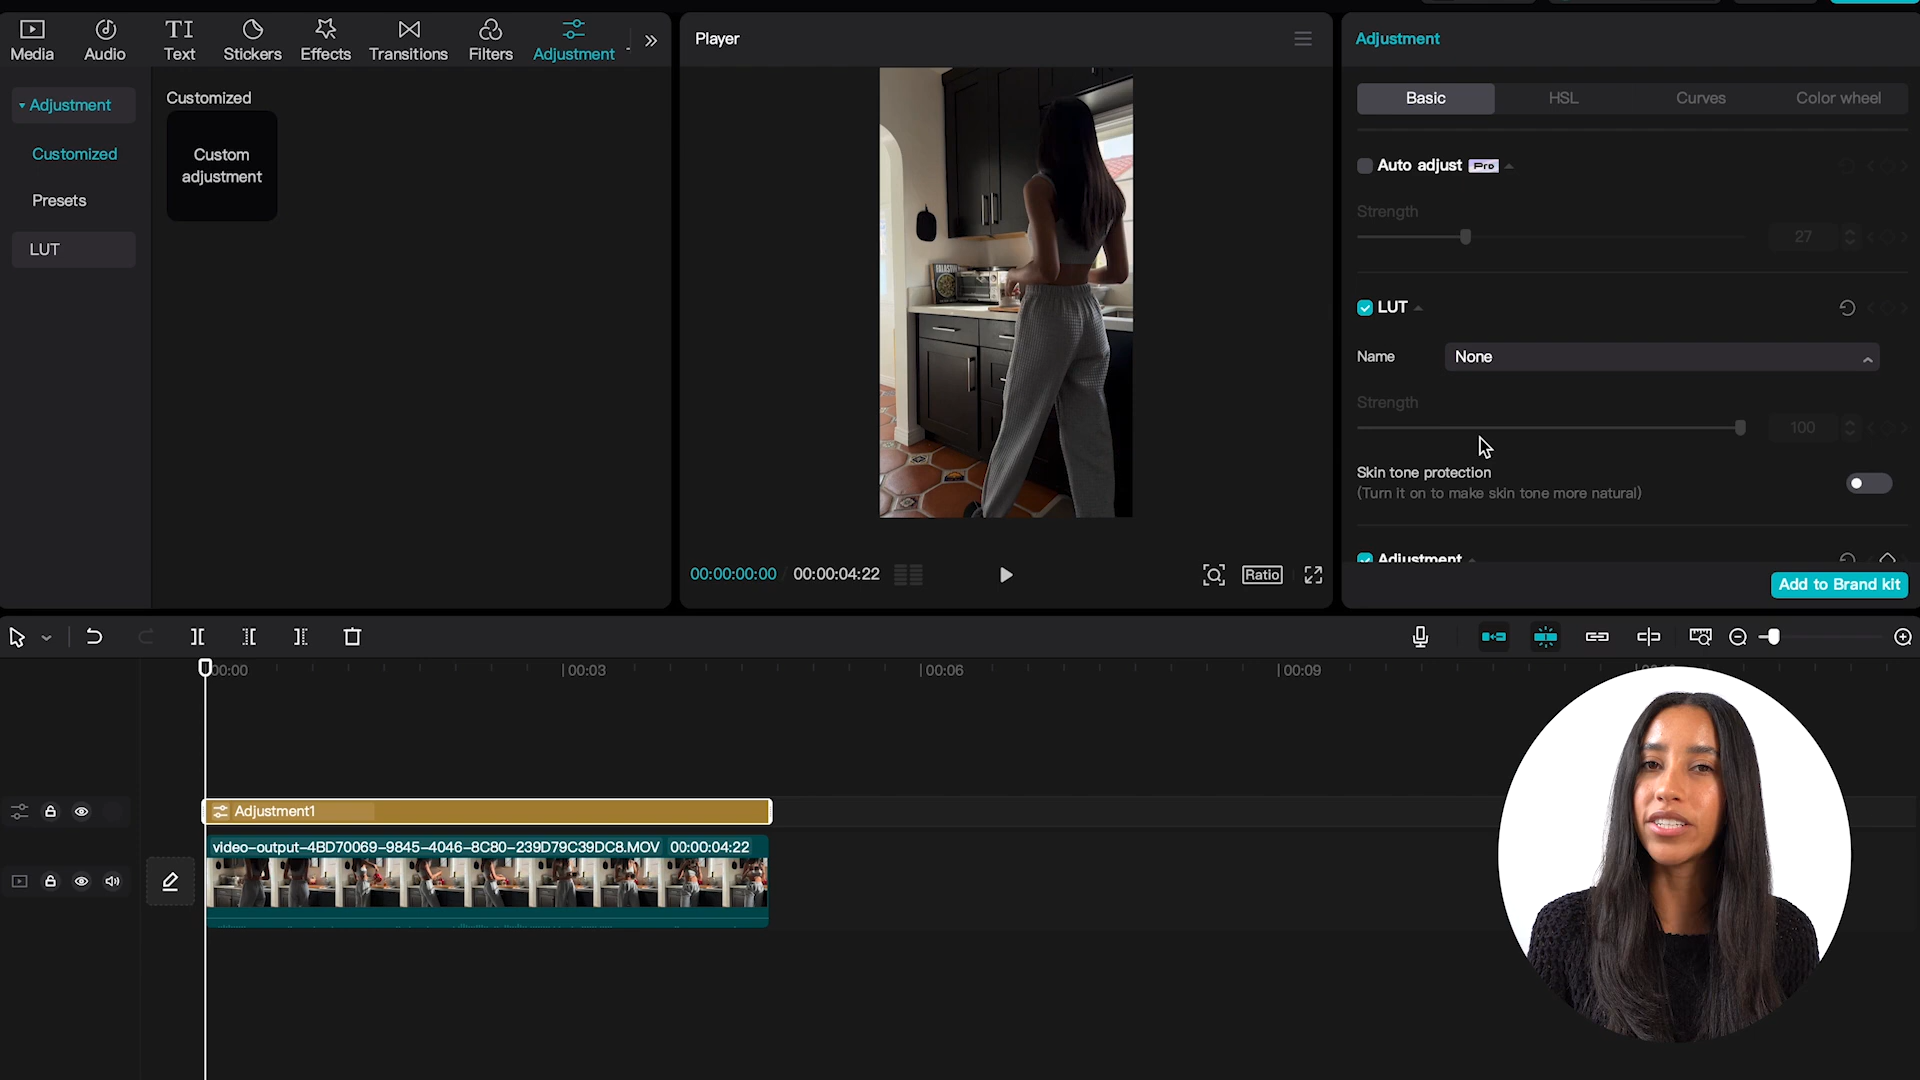 Media
Audio
Text
Stickers
Effects
Transitions
Filters
Adjustment
Adjustment
Customized
Presets
LUT
Customized
Custom
adjustment
Player
00:00:00:00
00:00:04:22
Ratio
Adjustment
Basic
HSL
Curves
Color wheel
Auto adjust Pro
Strength
27
LUT
Name
None
Strength
100
Skin tone protection
(Turn it on to make skin tone more natural)
Adjustment
Add to Brand kit
00:00
00:03
00:06
00:09
Adjustment1
video-output-4BD70069-9845-4046-8C80-239D79C39DC8.MOV 00:00:04:22